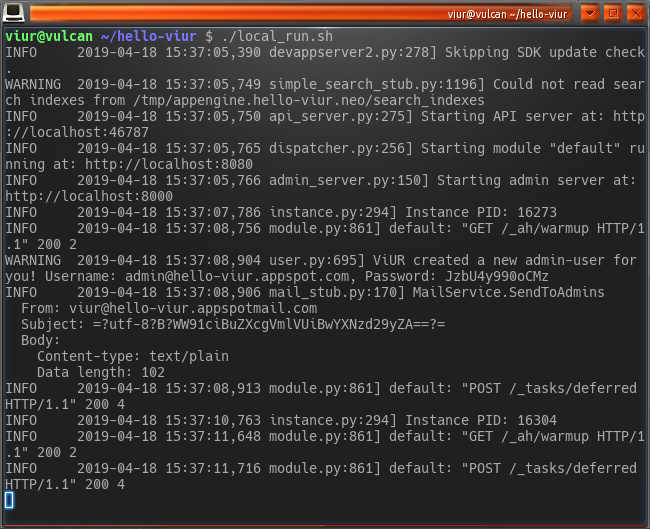 viur@vulcan ~/hello-viur
viur@vulcan ~/hello-viur $ ./local_run.sh
INFO     2019-04-18 15:37:05,390 devappserver2.py:278] Skipping SDK update check
.
WARNING  2019-04-18 15:37:05,749 simple_search_stub.py:1196] Could not read sear
ch indexes from /tmp/appengine.hello-viur.neo/search_indexes
INFO     2019-04-18 15:37:05,750 api_server.py:275] Starting API server at: http
://localhost:46787
INFO     2019-04-18 15:37:05,765 dispatcher.py:256] Starting module "default" ru
nning at: http://localhost:8080
INFO     2019-04-18 15:37:05,766 admin_server.py:150] Starting admin server at:
http://localhost:8000
INFO     2019-04-18 15:37:07,786 instance.py:294] Instance PID: 16273
INFO     2019-04-18 15:37:08,756 module.py:861] default: "GET /_ah/warmup HTTP/1
.1" 200 2
WARNING  2019-04-18 15:37:08,904 user.py:695] ViUR created a new admin-user for
you! Username: admin@hello-viur.appspot.com, Password: JzbU4y990oCMz
INFO     2019-04-18 15:37:08,906 mail_stub.py:170] MailService.SendToAdmins
  From: viur@hello-viur.appspotmail.com
  Subject: =?utf-8?B?WW91ciBuZXcgVmlVUiBwYXNzd29yZA==?=
  Body:
    Content-type: text/plain
    Data length: 102
INFO     2019-04-18 15:37:08,913 module.py:861] default: "POST /_tasks/deferred
HTTP/1.1" 200 4
INFO     2019-04-18 15:37:10,763 instance.py:294] Instance PID: 16304
INFO     2019-04-18 15:37:11,648 module.py:861] default: "GET /_ah/warmup HTTP/1
.1" 200 2
INFO     2019-04-18 15:37:11,716 module.py:861] default: "POST /_tasks/deferred
HTTP/1.1" 200 4